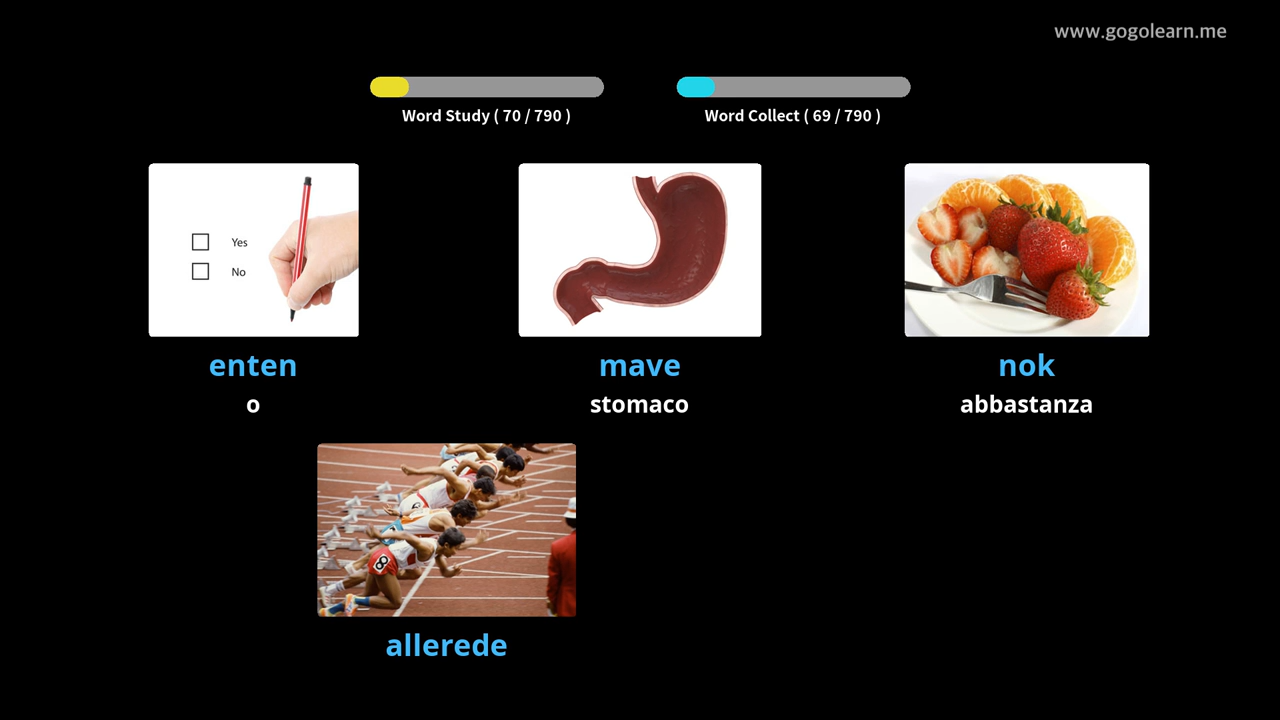 www.gogolearn.me
Word Study ( 70 / 790 )
Word Collect ( 69 / 790 )
Yes
No
enten
mave
nok
o
stomaco
abbastanza
8
allerede